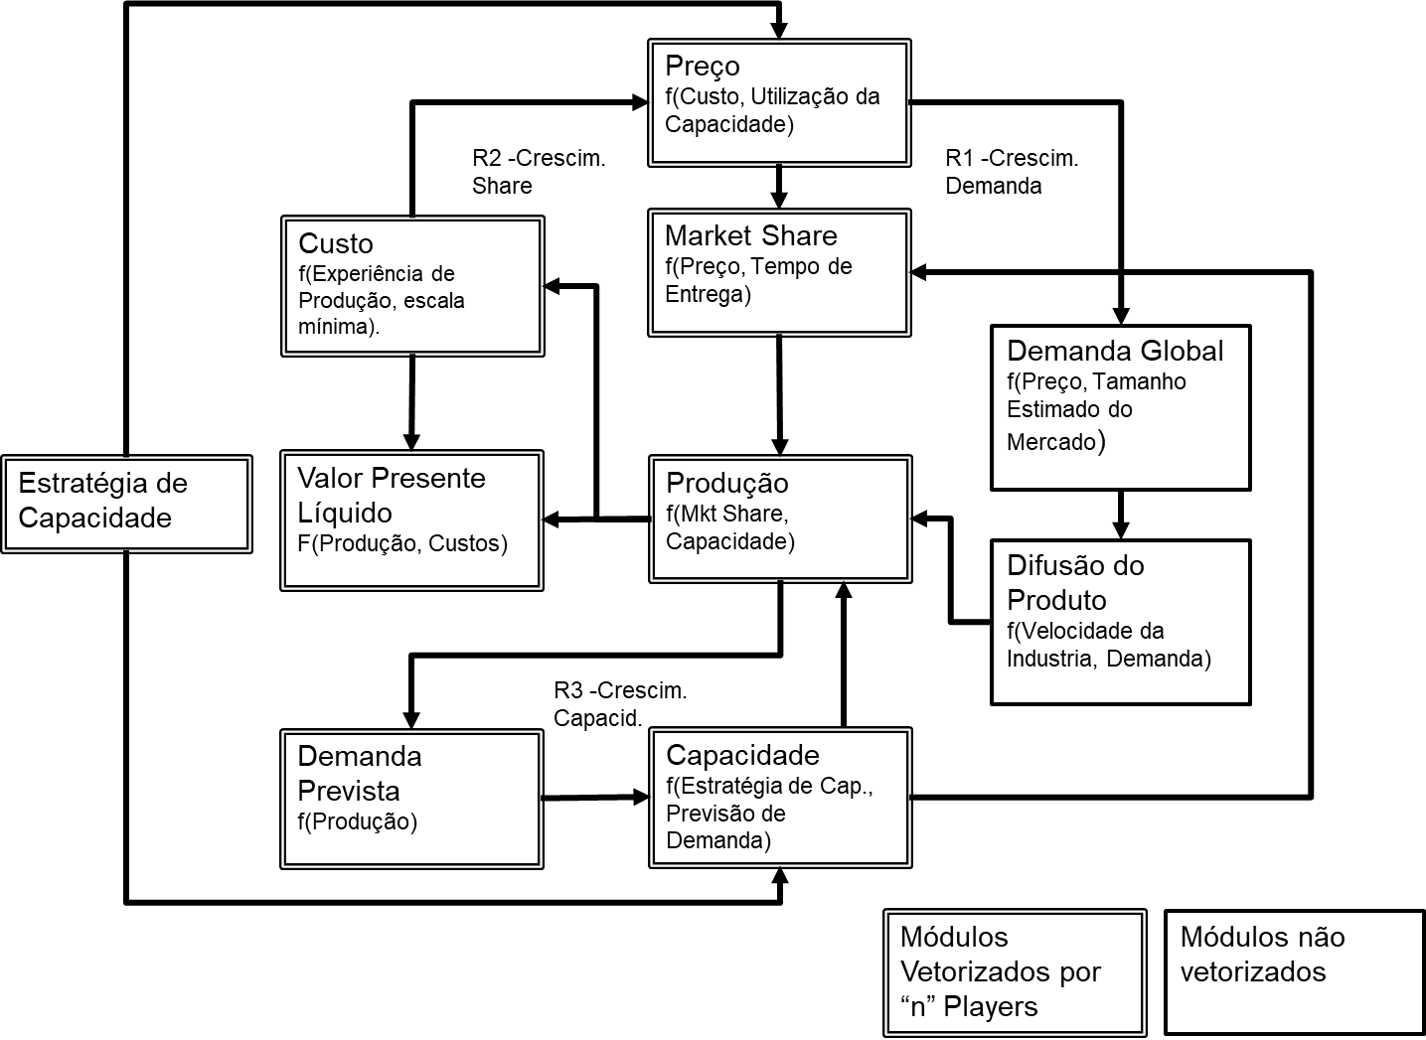 Preço
f(Custo, Utilização da
Capacidade)
R2 -Crescim.
Share
R1 -Crescim.
Demanda
Custo
f(Experiência de
Produção, escala
mínima).
Market Share
f(Preço, Tempo de
Entrega)
Demanda Global
f(Preço, Tamanho
Estimado do
Mercado)
Estratégia de
Capacidade
Valor Presente
Líquido
F(Produção, Custos)
Produção
f(Mkt Share,
Capacidade)
Difusão do
Produto
f(Velocidade da
Industria, Demanda)
R3 -Crescim.
Capacid.
Demanda
Prevista
f(Produção)
Capacidade
f(Estratégia de Cap.,
Previsão de
Demanda)
Módulos
Vetorizados por
“n” Players
Módulos não
vetorizados